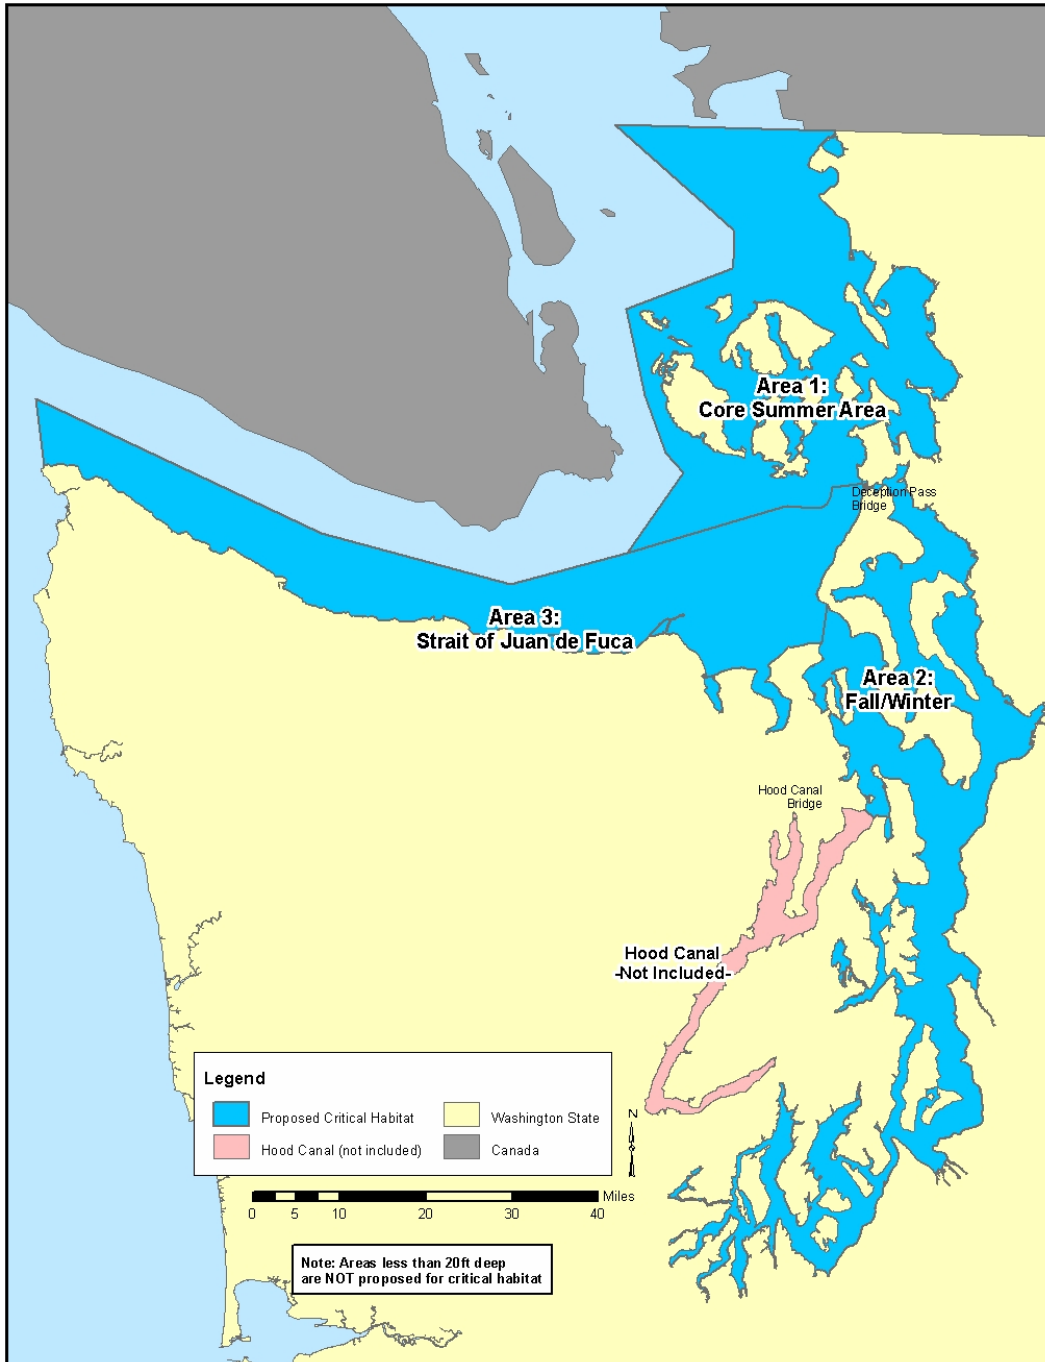 Area 1:
Core Summer Area
Deception Pass
Bridge
Area 3:
Strait of Juan de Fuca
Area 2:
Fall/Winter
Hood Canal
Bridge
Hood Canal
-Not Included-
Legend
Proposed Critical Habitat
Washington State
Hood Canal (not included)
Canada
N
Miles
0 5 10 20 30 40
Note: Areas less than 20ft deep
are NOT proposed for critical habitat